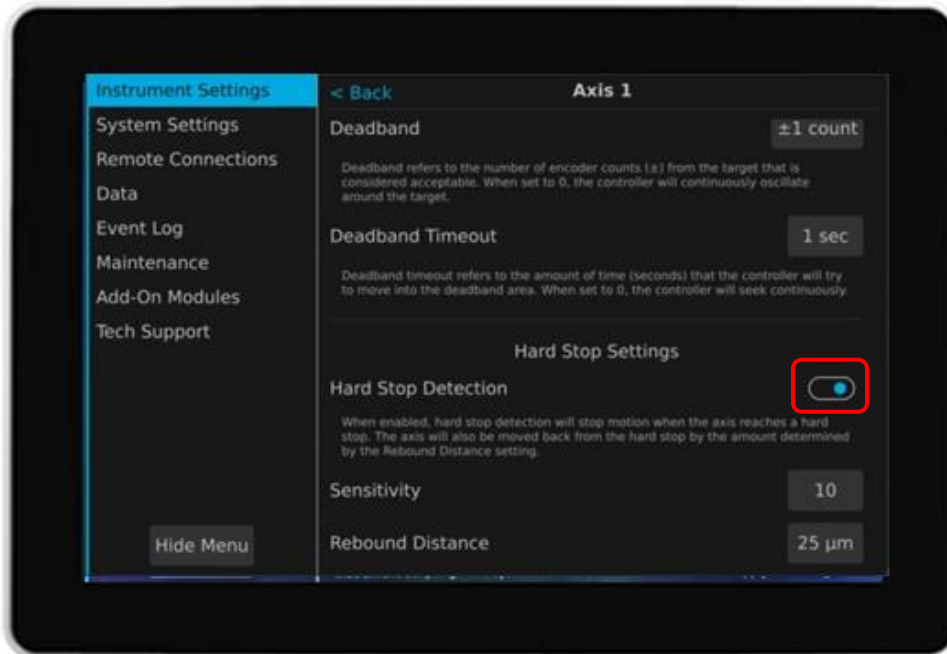 Instrument Settings
< Back
Axis 1
System Settings
Remote Connections
Data
Event Log
Maintenance
Add-On Modules
Tech Support
Hide Menu
Deadband
±1 count
Deadband refers to the number of encoder counts (±) from the target that is
considered acceptable. When set to 0, the controller will continuously oscillate
around the target.
Deadband Timeout
1 sec
Deadband timeout refers to the amount of time (seconds) that the controller will try
to move into the deadband area. When set to 0, the controller will seek continuously.
Hard Stop Settings
Hard Stop Detection
When enabled, hard stop detection will stop motion when the axis reaches a hard
stop. The axis will also be moved back from the hard stop by the amount determined
by the Rebound Distance setting.
Sensitivity
10
Rebound Distance
25 µm